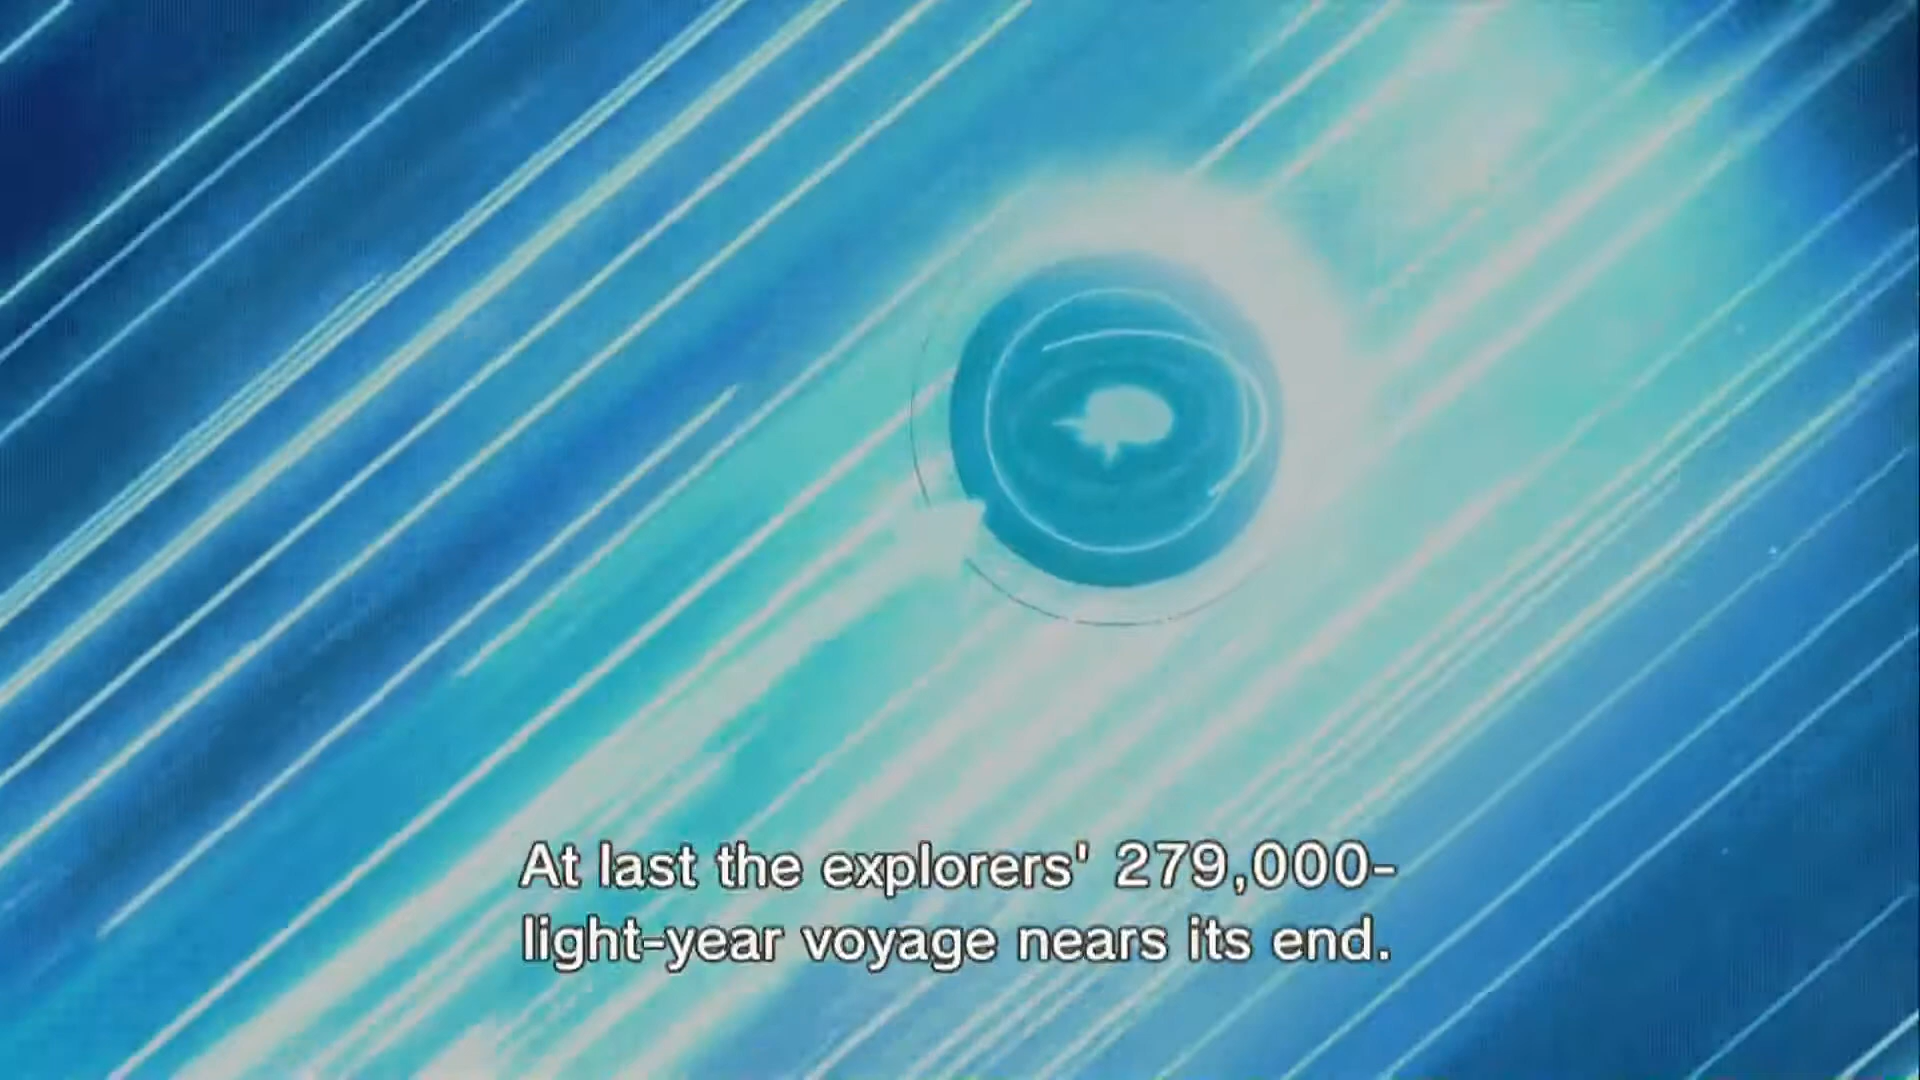 At last the explorers' 279,000-
light-year voyage nears its end.